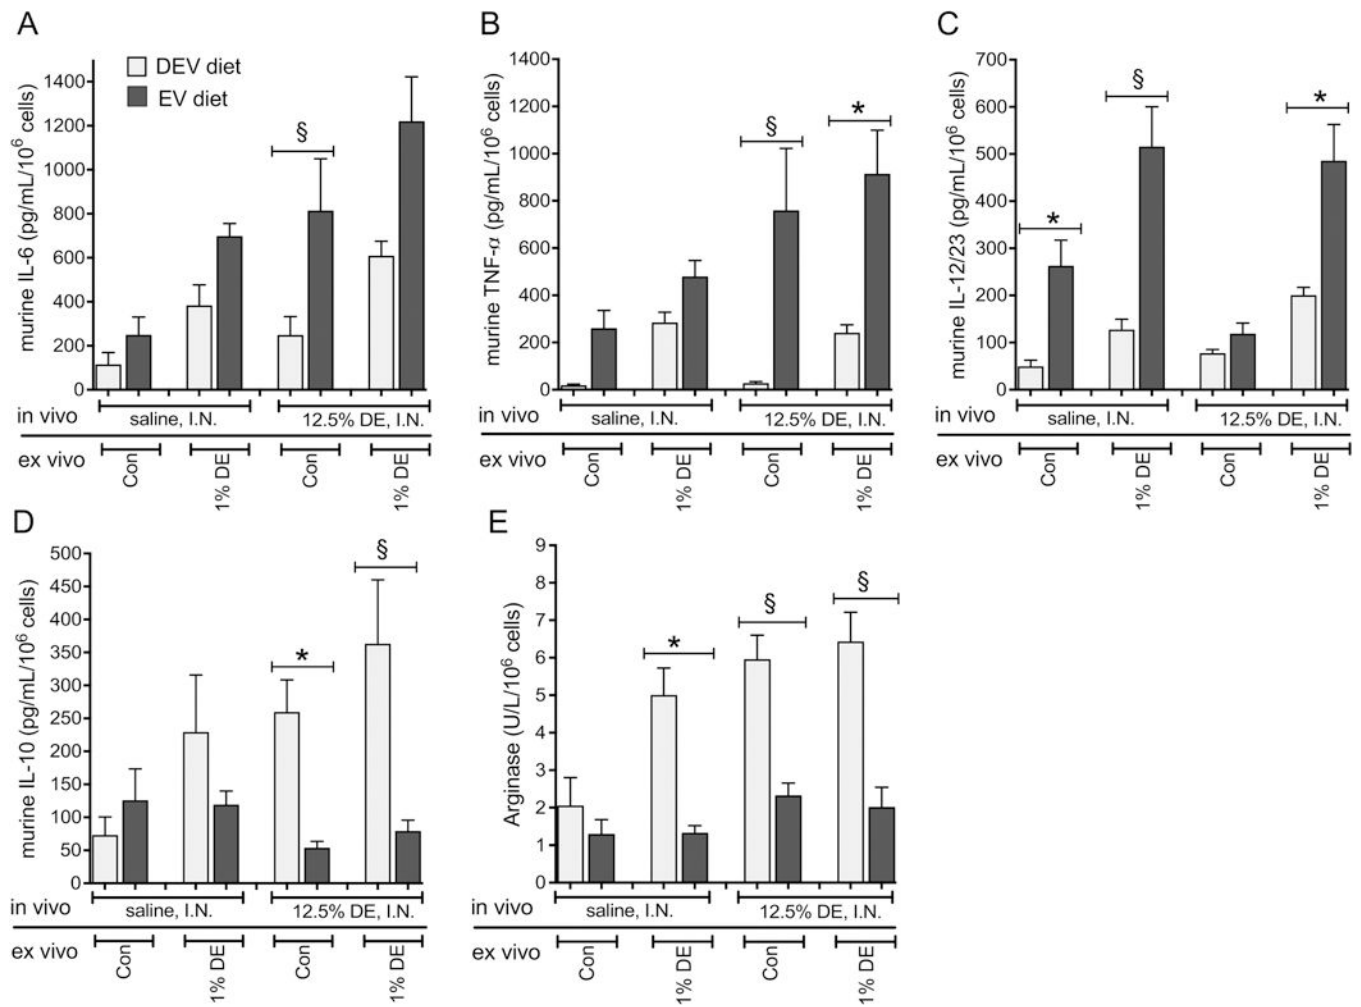 A
DEV diet
EV diet
murine IL-6 (pg/mL/10⁶ cells)
1400
1200
1000
800
600
400
200
0
§
in vivo
saline, I.N.
12.5% DE, I.N.
ex vivo
Con
1% DE
Con
1% DE
B
murine TNF-α (pg/mL/10⁶ cells)
1400
1200
1000
800
600
400
200
0
§
*
in vivo
saline, I.N.
12.5% DE, I.N.
ex vivo
Con
1% DE
Con
1% DE
C
murine IL-12/23 (pg/mL/10⁶ cells)
700
600
500
400
300
200
100
0
*
§
*
in vivo
saline, I.N.
12.5% DE, I.N.
ex vivo
Con
1% DE
Con
1% DE
D
murine IL-10 (pg/mL/10⁶ cells)
500
450
400
350
300
250
200
150
100
50
0
*
§
in vivo
saline, I.N.
12.5% DE, I.N.
ex vivo
Con
1% DE
Con
1% DE
E
Arginase (U/L/10⁶ cells)
9
8
7
6
5
4
3
2
1
0
*
§
§
in vivo
saline, I.N.
12.5% DE, I.N.
ex vivo
Con
1% DE
Con
1% DE